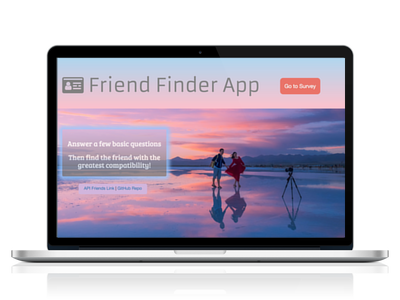 Friend Finder App
Go to Survey
Answer a few basic questions
Then find the friend with the
greatest compatibility!
API Friends Link | GitHub Repo